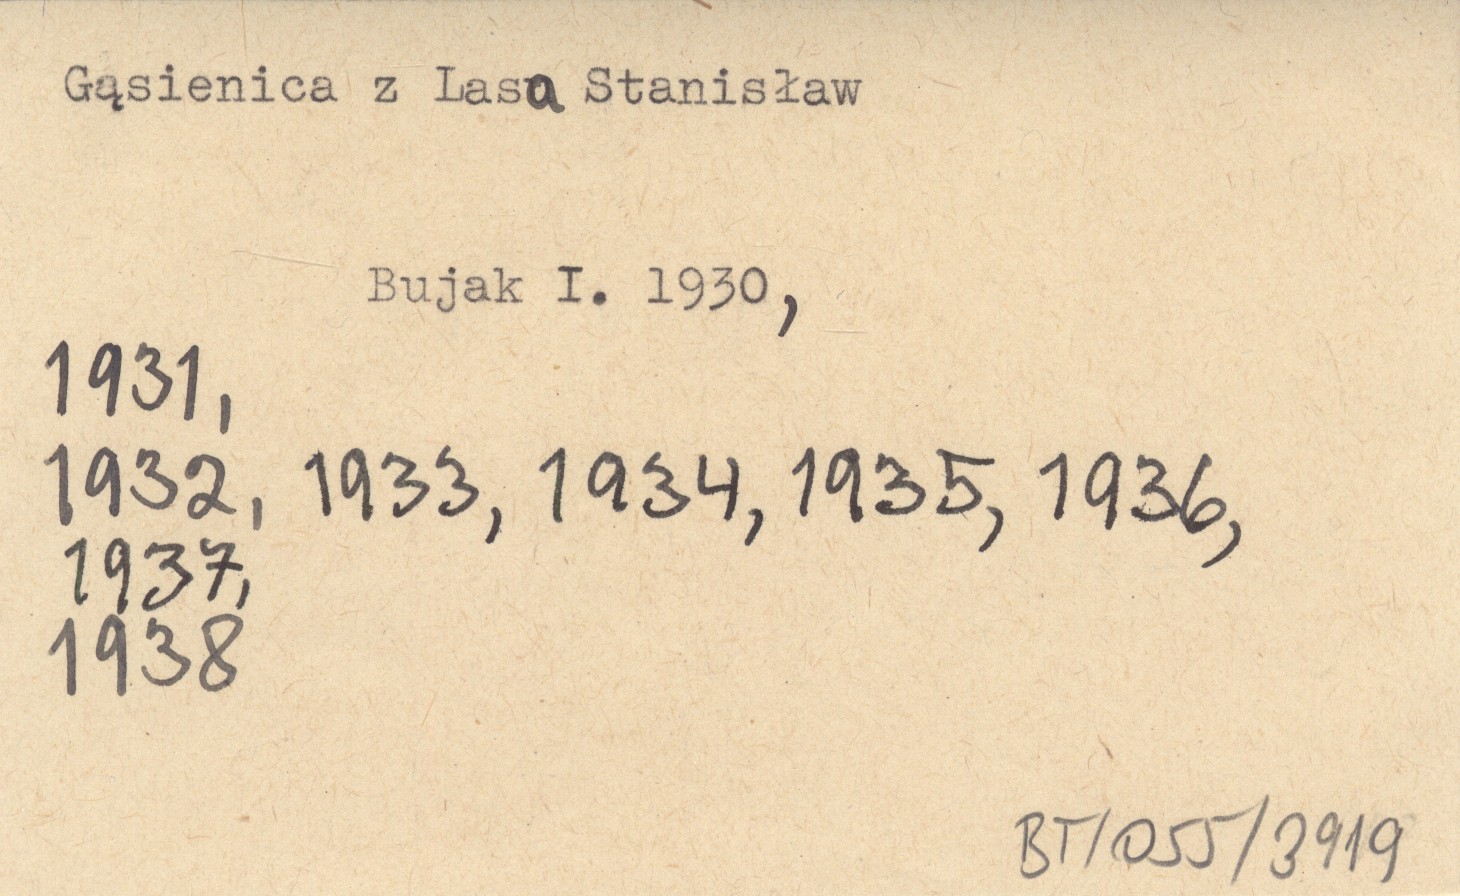 Gąsienica z Lasa Stanisław
Bujak I. 1930,
1931,
1932, 1933, 1934, 1935, 1936,
1937,
1938
BT/055/3919